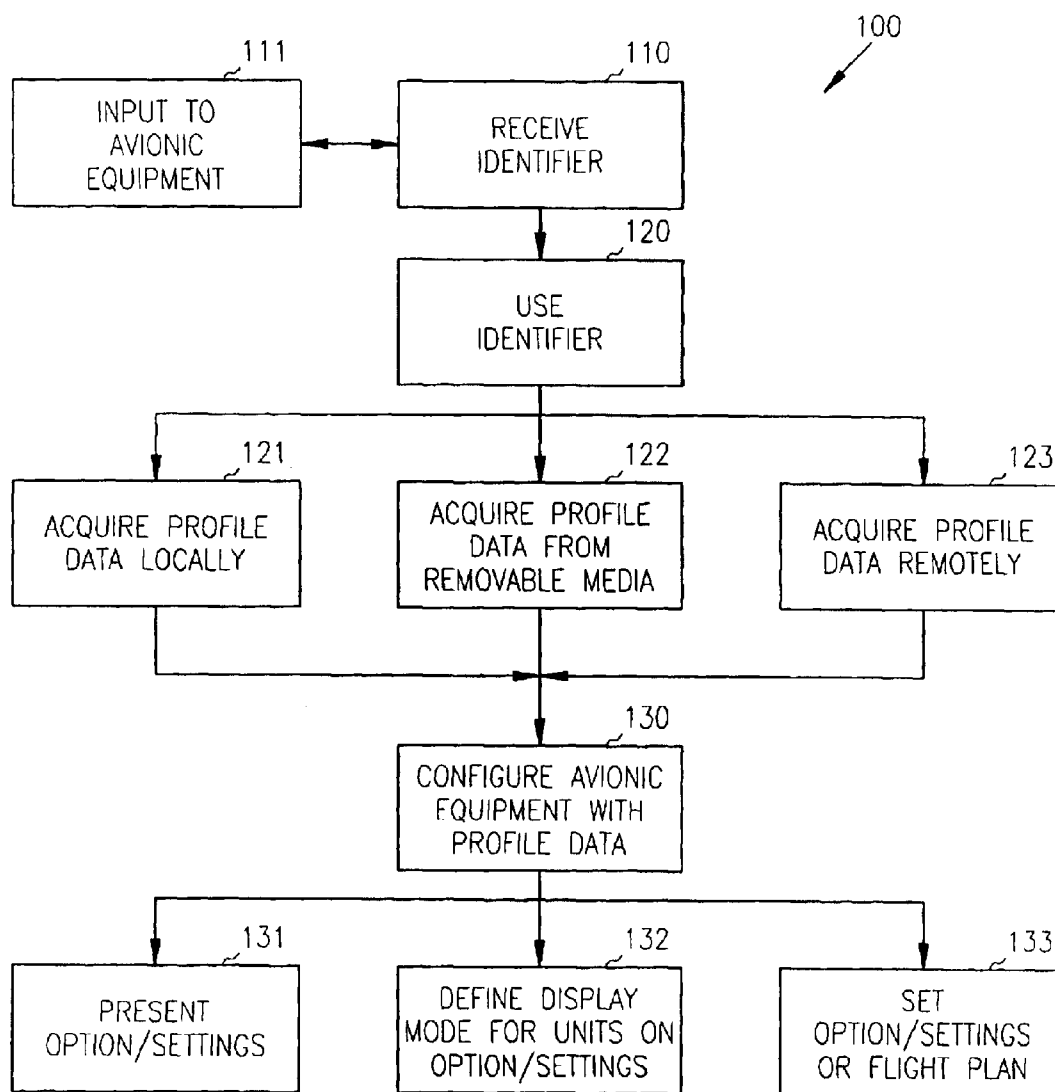 100
111
INPUT TO
AVIONIC
EQUIPMENT
110
RECEIVE
IDENTIFIER
120
USE
IDENTIFIER
121
ACQUIRE PROFILE
DATA LOCALLY
122
ACQUIRE PROFILE
DATA FROM
REMOVABLE MEDIA
123
ACQUIRE PROFILE
DATA REMOTELY
130
CONFIGURE AVIONIC
EQUIPMENT WITH
PROFILE DATA
131
PRESENT
OPTION/SETTINGS
132
DEFINE DISPLAY
MODE FOR UNITS ON
OPTION/SETTINGS
133
SET
OPTION/SETTINGS
OR FLIGHT PLAN